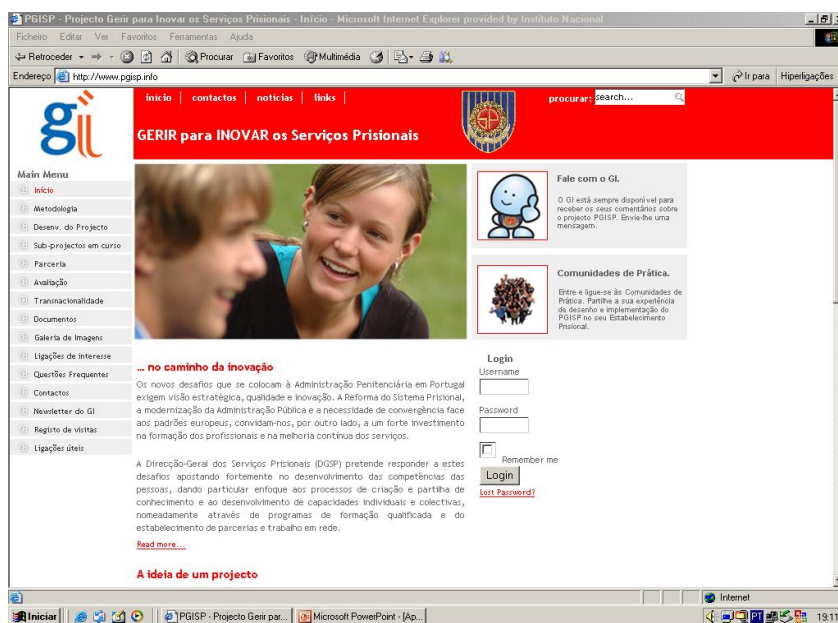 PGISP - Projecto Gerir para Inovar os Serviços Prisionais - Início - Microsoft Internet Explorer provided by Instituto Nacional
Ficheiro Editar Ver Favoritos Ferramentas Ajuda
Retroceder Procurar Favoritos Multimédia
Endereço http://www.pgisp.info Ir para Hiperligações
gi
início | contactos | notícias | links |
procurar: search...
GERIR para INOVAR os Serviços Prisionais
Main Menu
Início
Metodologia
Desenv. do Projecto
Sub-projectos em curso
Parceria
Avaliação
Transnacionalidade
Documentos
Galeria de Imagens
Ligações de interesse
Questões Frequentes
Contactos
Newsletter do GI
Registo de visitas
Ligações úteis
Fale com o GI.
O GI está sempre disponível para
receber os seus comentários sobre
o projecto PGISP. Envie-lhe uma
mensagem.
Comunidades de Prática.
Entre e ligue-se às Comunidades de
Prática. Partilhe a sua experiência
de desenho e implementação do
PGISP no seu Estabelecimento
Prisional.
... no caminho da inovação
Os novos desafios que se colocam à Administração Penitenciária em Portugal
exigem visão estratégica, qualidade e inovação. A Reforma do Sistema Prisional,
a modernização da Administração Pública e a necessidade de convergência face
aos padrões europeus, convidam-nos, por outro lado, a um forte investimento
na formação dos profissionais e na melhoria contínua dos serviços.
A Direcção-Geral dos Serviços Prisionais (DGSP) pretende responder a estes
desafios apostando fortemente no desenvolvimento das competências das
pessoas, dando particular enfoque aos processos de criação e partilha de
conhecimento e ao desenvolvimento de capacidades individuais e colectivas,
nomeadamente através de programas de formação qualificada e do
estabelecimento de parcerias e trabalho em rede.
Read more...
A ideia de um projecto
Login
Username
Password
Remember me
Login
Lost Password?
Internet
Iniciar PGISP - Projecto Gerir par... Microsoft PowerPoint - [Ap... PT 19:11